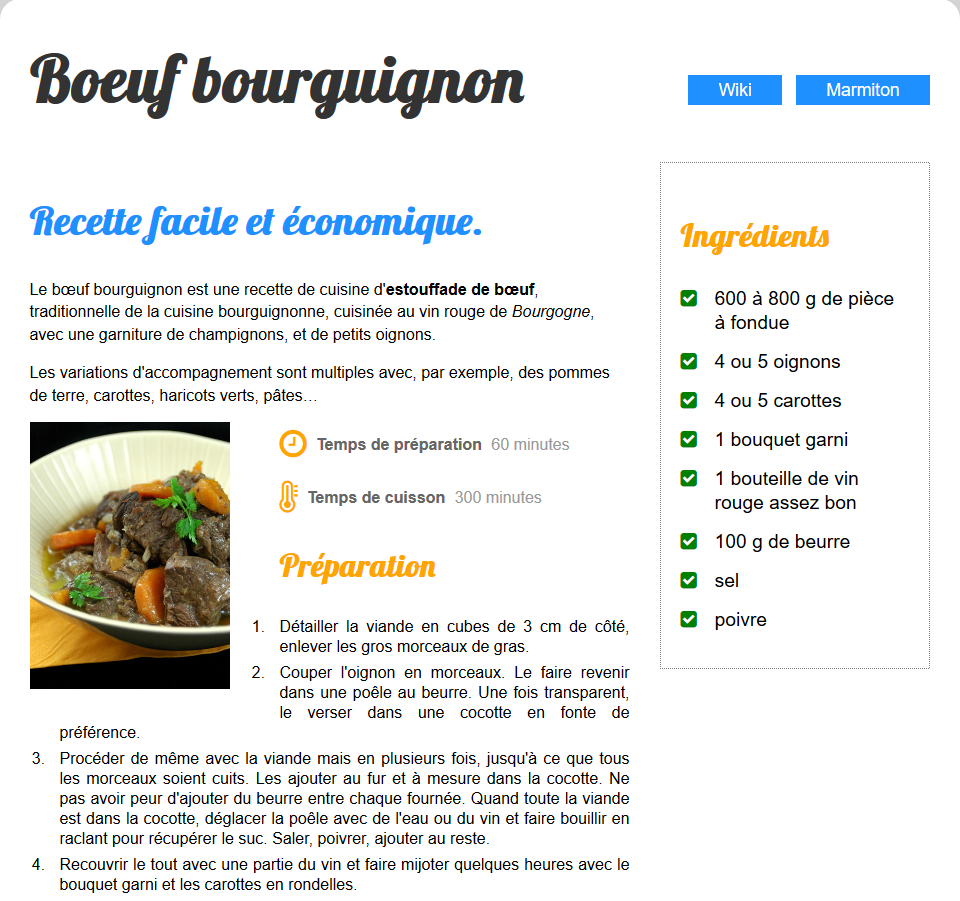 Boeuf bourguignon
Wiki
Marmiton
Recette facile et économique.
Le bœuf bourguignon est une recette de cuisine d'estouffade de bœuf,
traditionnelle de la cuisine bourguignonne, cuisinée au vin rouge de Bourgogne,
avec une garniture de champignons, et de petits oignons.
Les variations d'accompagnement sont multiples avec, par exemple, des pommes
de terre, carottes, haricots verts, pâtes…
Temps de préparation 60 minutes
Temps de cuisson 300 minutes
Préparation
1. Détailler la viande en cubes de 3 cm de côté,
enlever les gros morceaux de gras.
2. Couper l'oignon en morceaux. Le faire revenir
dans une poêle au beurre. Une fois transparent,
le verser dans une cocotte en fonte de
préférence.
3. Procéder de même avec la viande mais en plusieurs fois, jusqu'à ce que tous
les morceaux soient cuits. Les ajouter au fur et à mesure dans la cocotte. Ne
pas avoir peur d'ajouter du beurre entre chaque fournée. Quand toute la viande
est dans la cocotte, déglacer la poêle avec de l'eau ou du vin et faire bouillir en
raclant pour récupérer le suc. Saler, poivrer, ajouter au reste.
4. Recouvrir le tout avec une partie du vin et faire mijoter quelques heures avec le
bouquet garni et les carottes en rondelles.
Ingrédients
600 à 800 g de pièce
à fondue
4 ou 5 oignons
4 ou 5 carottes
1 bouquet garni
1 bouteille de vin
rouge assez bon
100 g de beurre
sel
poivre